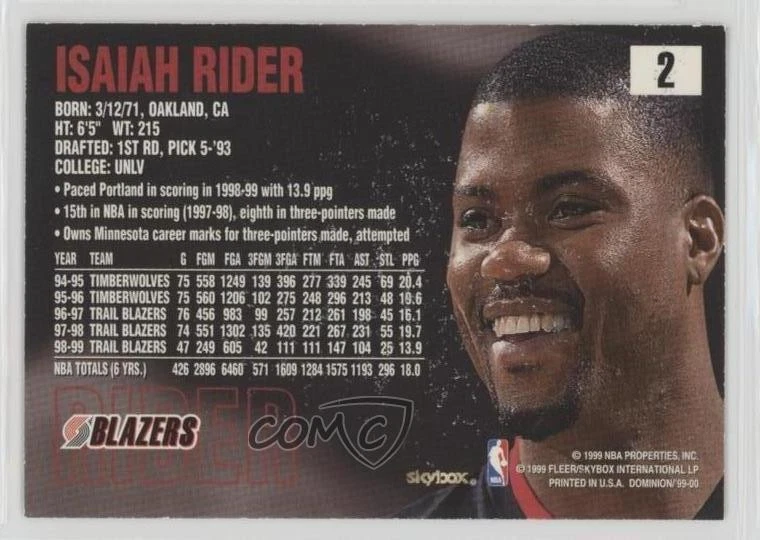 ISAIAH RIDER
2
BORN: 3/12/71, OAKLAND, CA
HT: 6'5" WT: 215
DRAFTED: 1ST RD, PICK 5-'93
COLLEGE: UNLV
• Paced Portland in scoring in 1998-99 with 13.9 ppg
• 15th in NBA in scoring (1997-98), eighth in three-pointers made
• Owns Minnesota career marks for three-pointers made, attempted
YEAR TEAM G FGM FGA 3FGM 3FGA FTM FTA AST STL PPG
94-95 TIMBERWOLVES 75 558 1249 139 396 277 339 245 69 20.4
95-96 TIMBERWOLVES 75 560 1206 102 275 248 296 213 48 19.6
96-97 TRAIL BLAZERS 76 456 983 99 257 212 261 198 45 16.1
97-98 TRAIL BLAZERS 74 551 1302 135 420 221 267 231 55 19.7
98-99 TRAIL BLAZERS 47 249 605 42 111 111 147 104 25 13.9
NBA TOTALS (6 YRS.) 426 2896 6460 571 1609 1284 1575 1193 296 18.0
RIDER
BLAZERS
COMC
skybox®
NBA
© 1999 NBA PROPERTIES, INC.
© 1999 FLEER/SKYBOX INTERNATIONAL LP
PRINTED IN U.S.A. DOMINION/'99-00